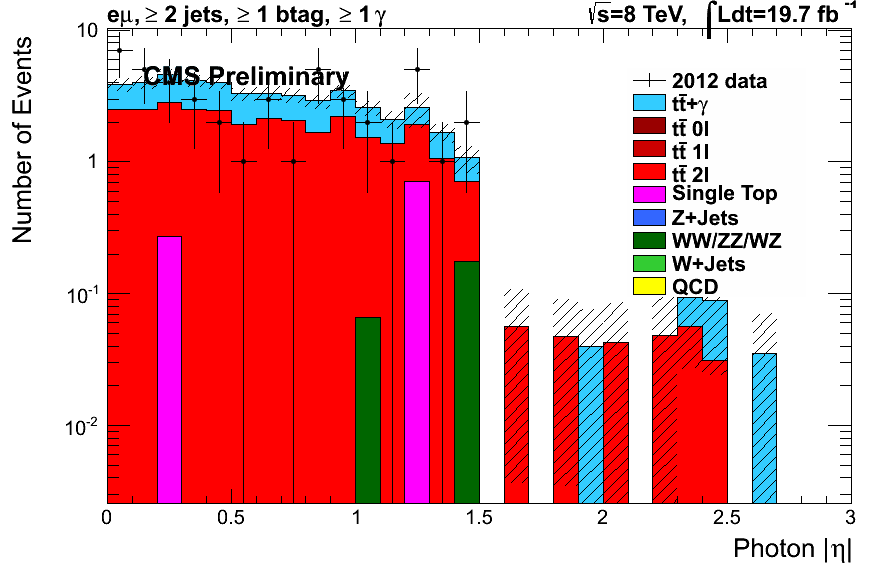 eμ, ≥ 2 jets, ≥ 1 btag, ≥ 1 γ
√s=8 TeV, ∫Ldt=19.7 fb⁻¹
CMS Preliminary
2012 data
tt̄+γ
tt̄ 0l
tt̄ 1l
tt̄ 2l
Single Top
Z+Jets
WW/ZZ/WZ
W+Jets
QCD
Number of Events
10
1
10⁻¹
10⁻²
0 0.5 1 1.5 2 2.5 3
Photon |η|